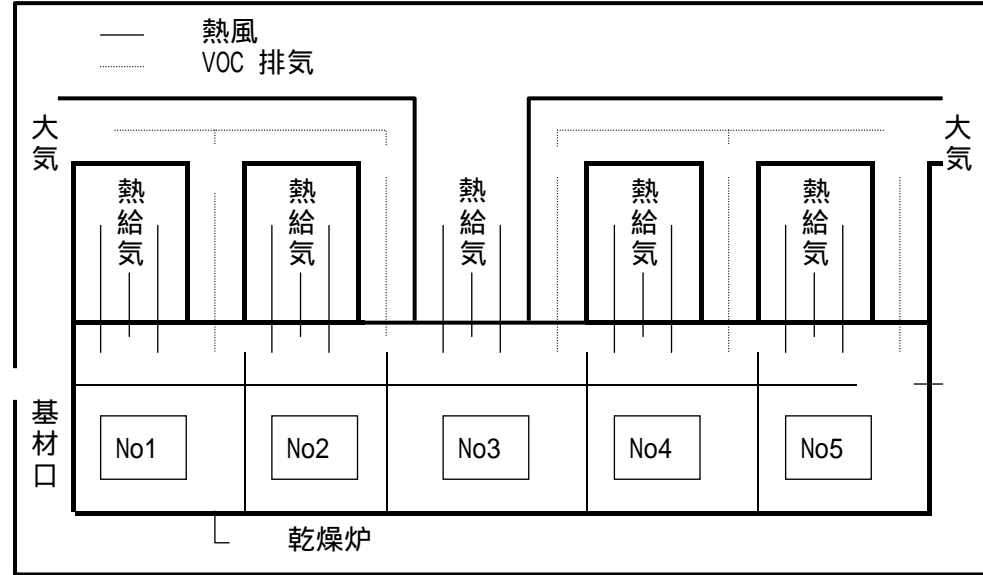 熱風
VOC 排気
大気
大気
熱給気
熱給気
熱給気
熱給気
熱給気
基材口
No1
No2
No3
No4
No5
乾燥炉